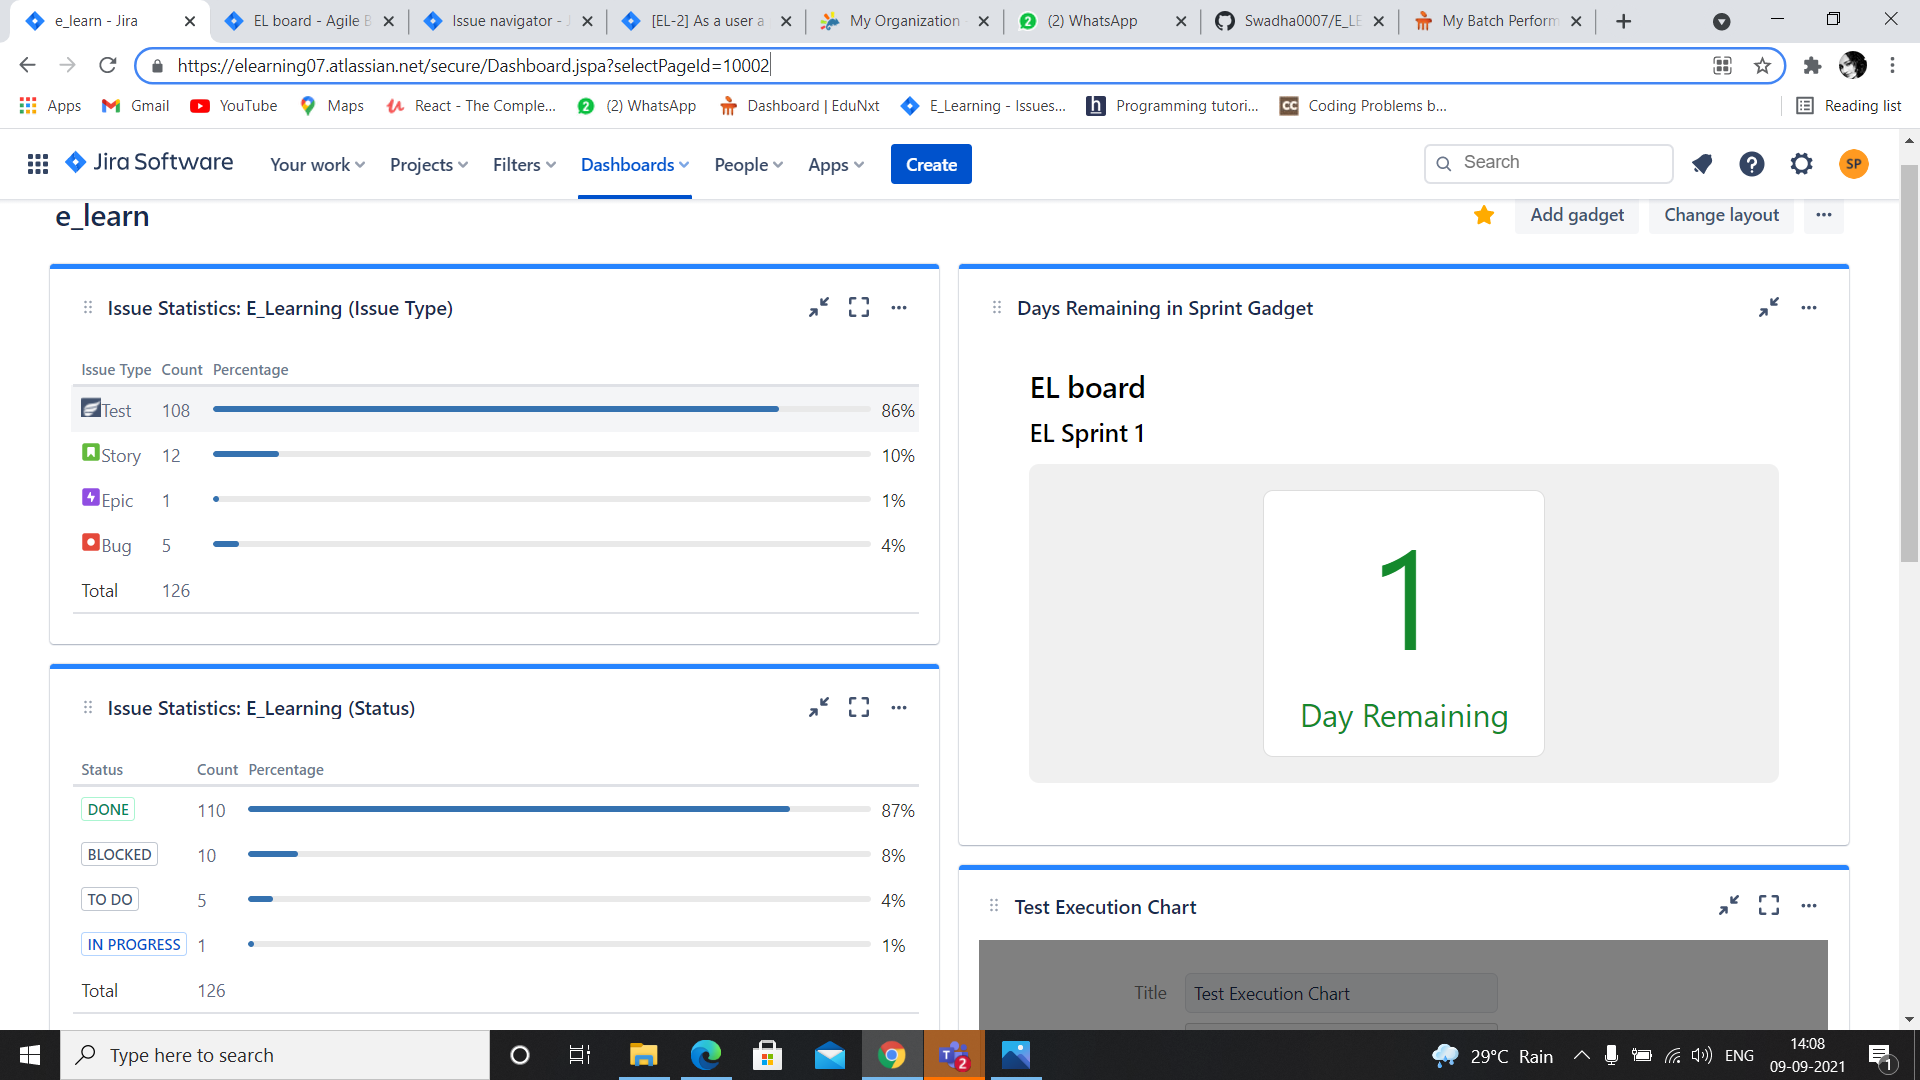 e_learn - Jira
EL board - Agile B
Issue navigator - J
[EL-2] As a user a
My Organization -
2 (2) WhatsApp
Swadha0007/E_LE
My Batch Perform
https://elearning07.atlassian.net/secure/Dashboard.jspa?selectPageId=10002
Apps Gmail YouTube Maps React - The Comple... 2 (2) WhatsApp Dashboard | EduNxt E_Learning - Issues... h Programming tutori... CC Coding Problems b... Reading list
Jira Software Your work Projects Filters Dashboards People Apps Create Search SP
e_learn Add gadget Change layout
Issue Statistics: E_Learning (Issue Type)
Issue Type Count Percentage
Test 108 86%
Story 12 10%
Epic 1 1%
Bug 5 4%
Total 126
Issue Statistics: E_Learning (Status)
Status Count Percentage
DONE 110 87%
BLOCKED 10 8%
TO DO 5 4%
IN PROGRESS 1 1%
Total 126
Days Remaining in Sprint Gadget
EL board
EL Sprint 1
1
Day Remaining
Test Execution Chart
Title Test Execution Chart
Type here to search
T 2
29°C Rain
ENG
14:08
09-09-2021
1